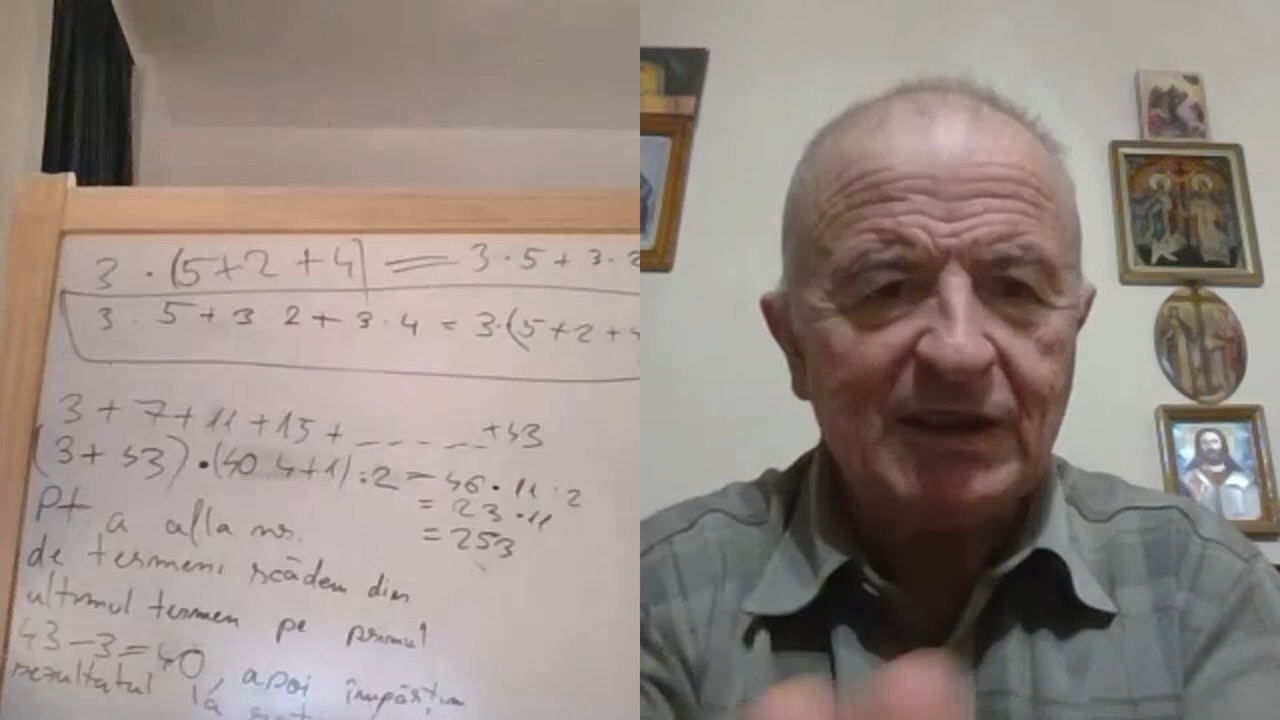 3 . (5+2 +4) = 3.5 + 3.2
3 . 5 + 3 2 + 3.4 = 3.(5+2+4
3 + 7 + 11 + 15 + _ _ _ _ _ +43
(3 + 43) . (40 4+1) : 2 = 46 . 11 : 2
= 23 . 11
= 253
Pt a afla nr.
de termeni scădem din
ultimul termen pe primul
43 - 3 = 40, apoi împărțim
rezultatul la